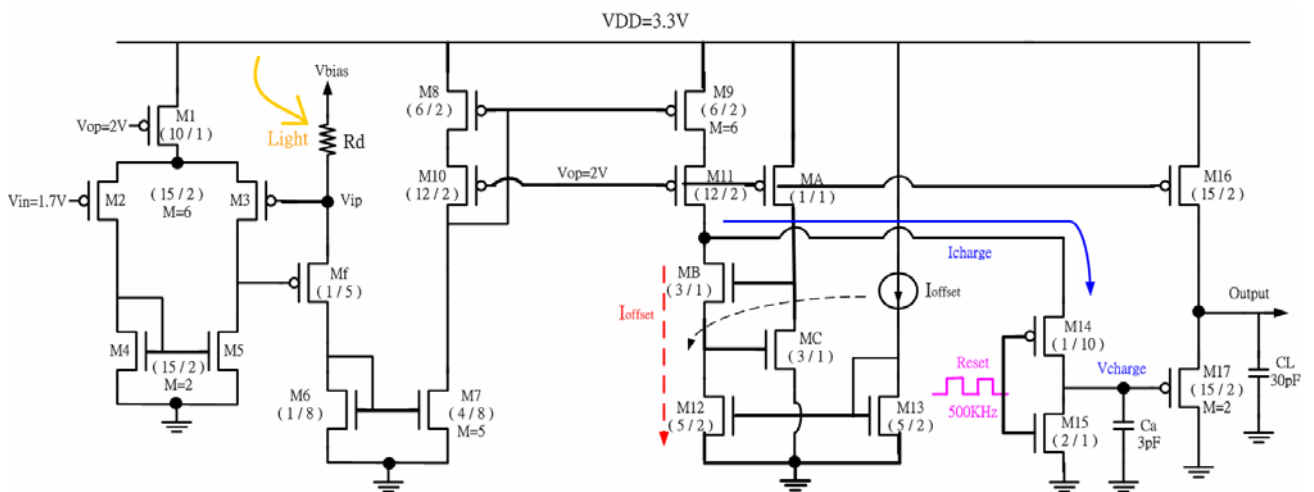 VDD=3.3V
Vbias
Light
Rd
Vop=2V
M1
(10/1)
Vin=1.7V
M2
(15/2)
M=6
M3
Vip
Mf
(1/5)
M4
(15/2)
M=2
M5
M6
(1/8)
M7
(4/8)
M=5
M8
(6/2)
M10
(12/2)
Vop=2V
M9
(6/2)
M=6
M11
(12/2)
MA
(1/1)
MB
(3/1)
MC
(3/1)
Ioffset
Ioffset
M12
(5/2)
M13
(5/2)
Icharge
Reset
500KHz
M14
(1/10)
Vcharge
M15
(2/1)
Ca
3pF
M16
(15/2)
Output
M17
(15/2)
M=2
CL
30pF